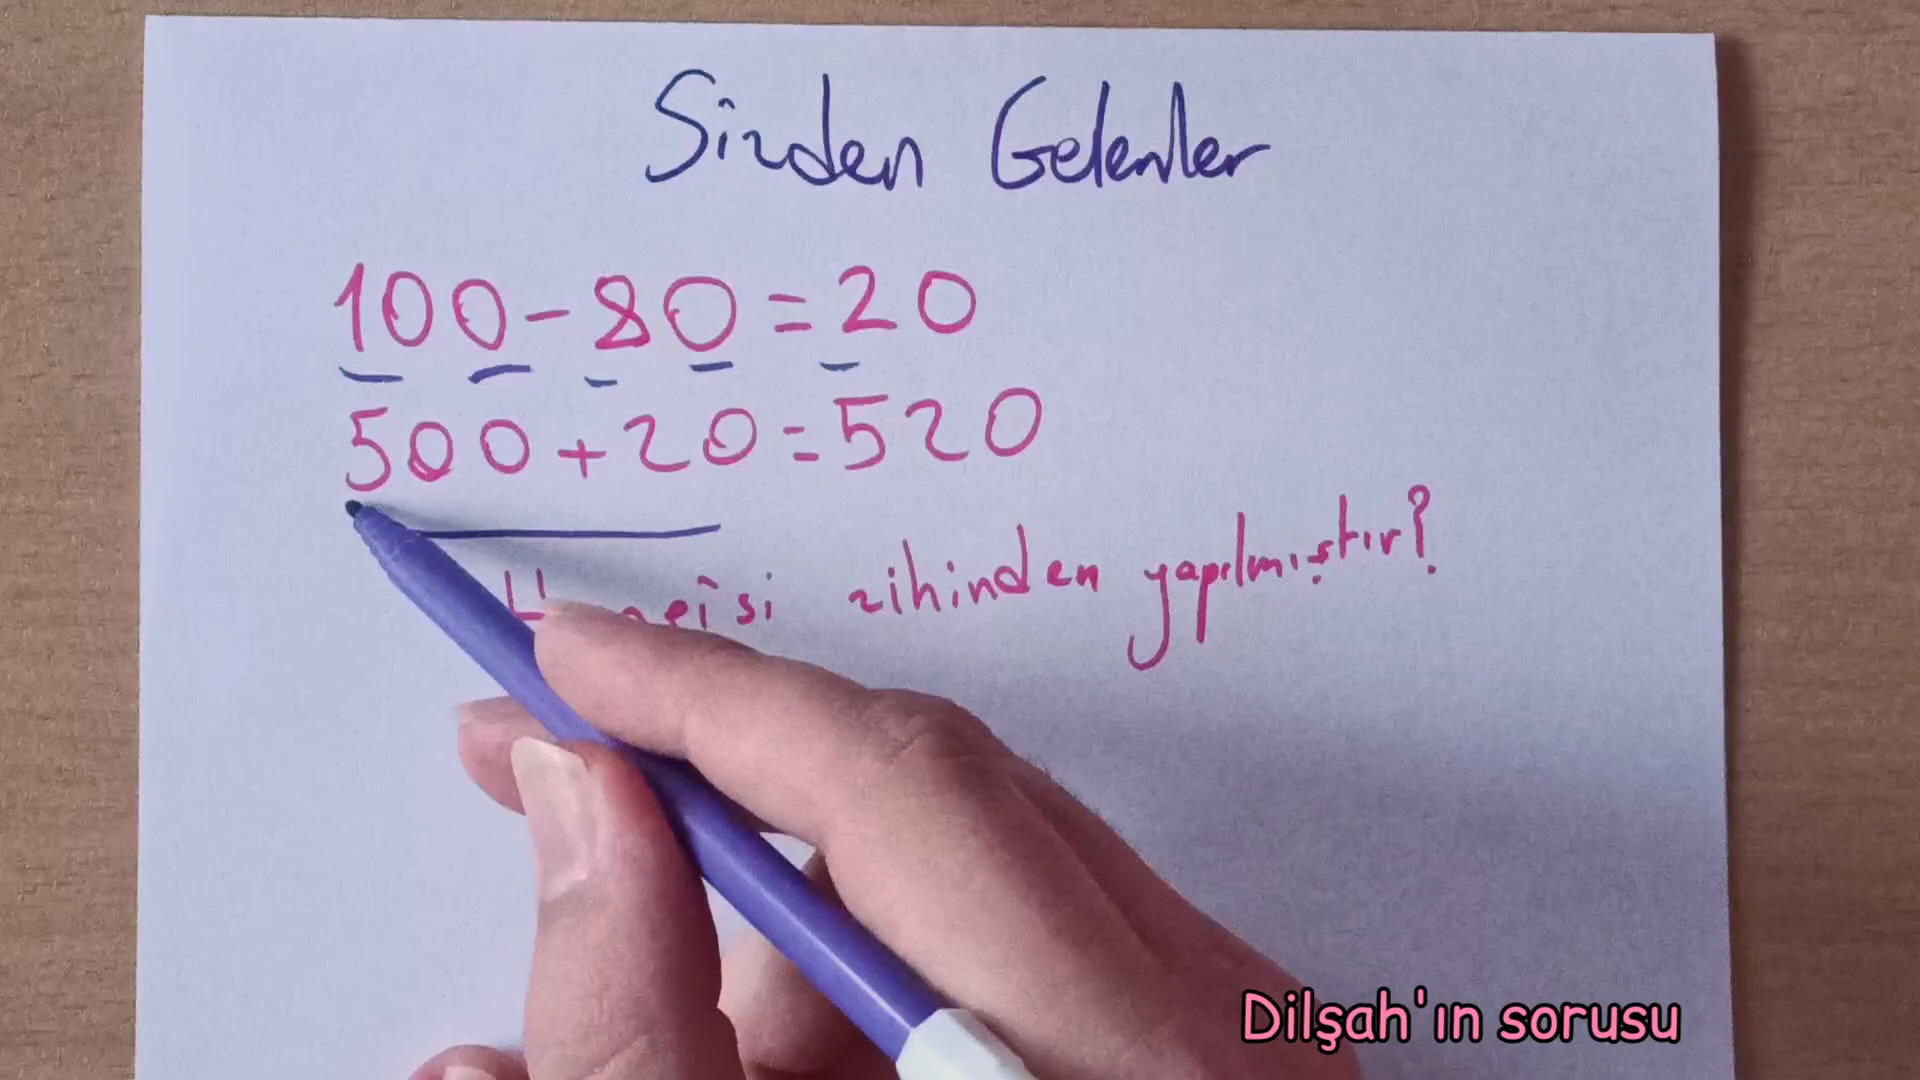 Sizden Gelenler
100-80=20
500+20=520
zihinden yapılmıştır?
Dilşah'ın sorusu